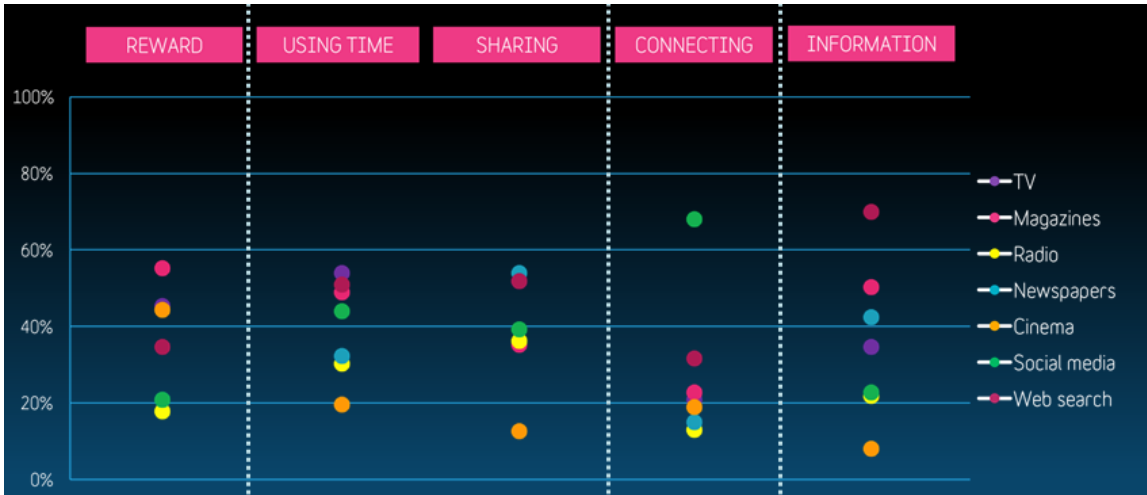 REWARD
USING TIME
SHARING
CONNECTING
INFORMATION
100%
80%
60%
40%
20%
0%
TV
Magazines
Radio
Newspapers
Cinema
Social media
Web search